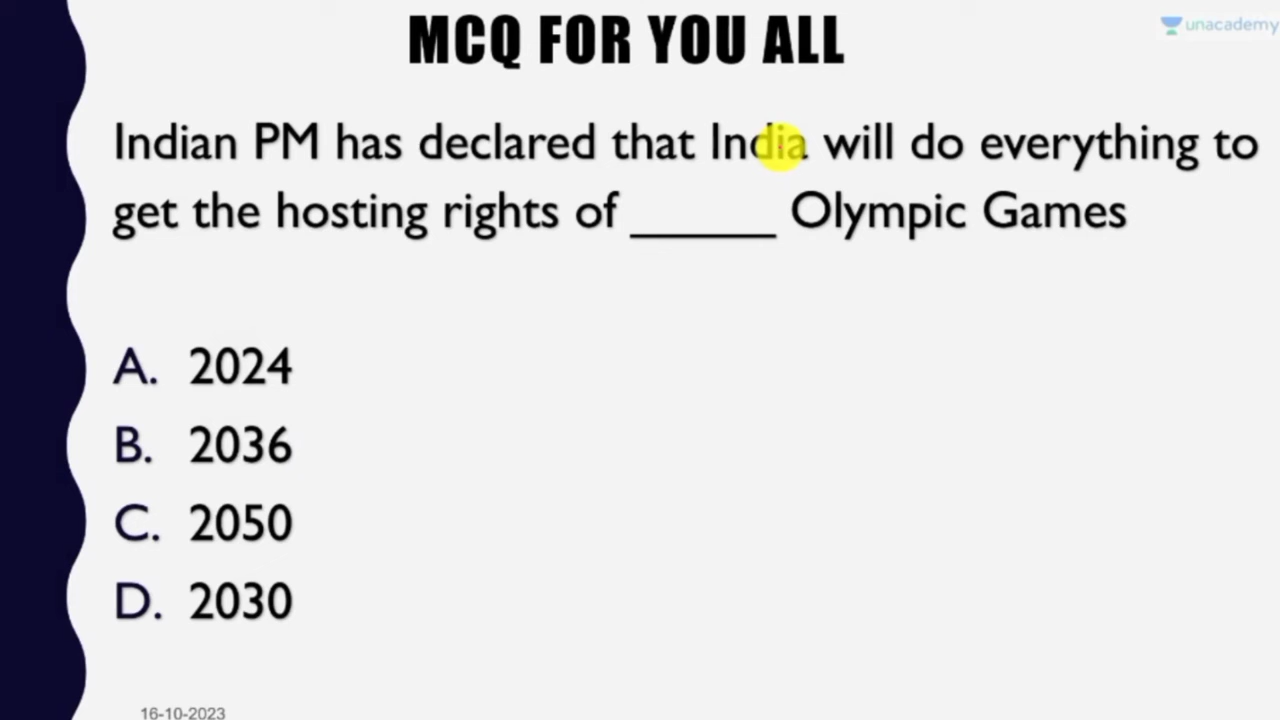 MCQ FOR YOU ALL
unacademy
Indian PM has declared that India will do everything to
get the hosting rights of ______ Olympic Games
A. 2024
B. 2036
C. 2050
D. 2030
16-10-2023